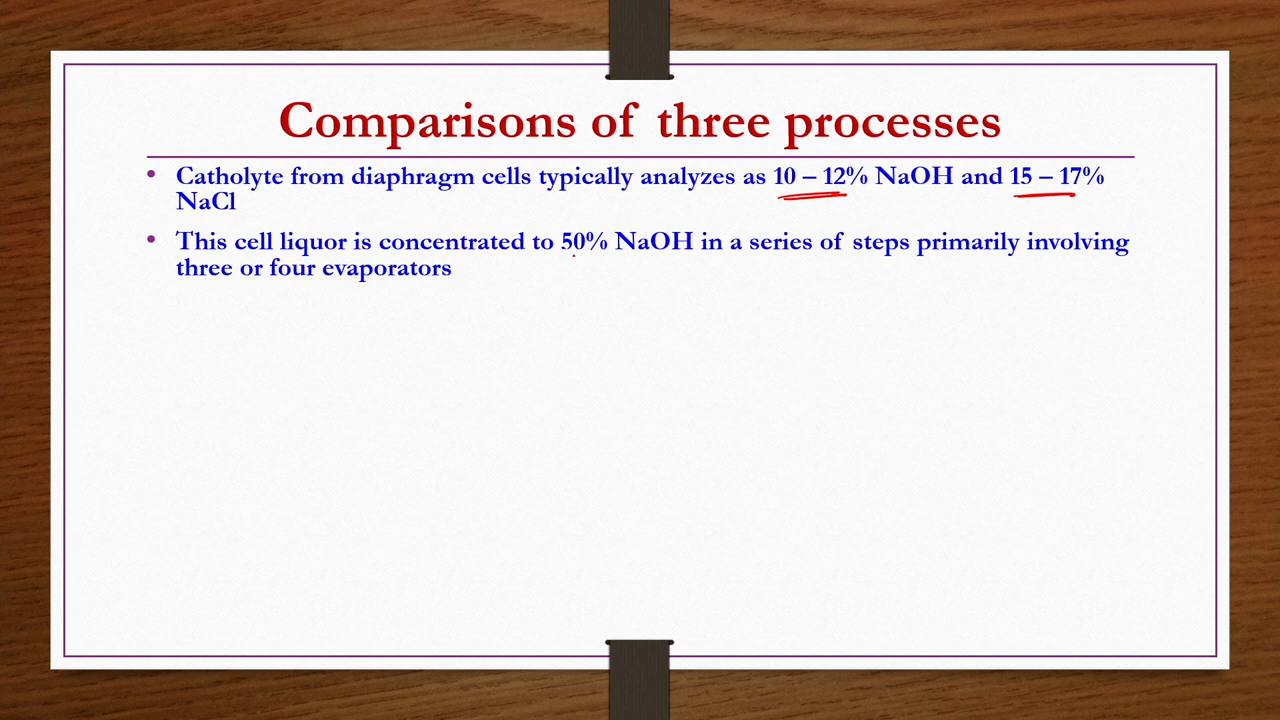 Comparisons of three processes
• Catholyte from diaphragm cells typically analyzes as 10 – 12% NaOH and 15 – 17%
NaCl
• This cell liquor is concentrated to 50% NaOH in a series of steps primarily involving
three or four evaporators